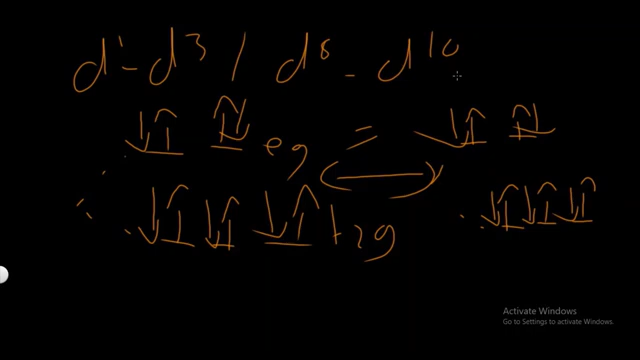 d¹-d³ / d⁸-d¹⁰
eg =
t2g
Activate Windows
Go to Settings to activate Windows.